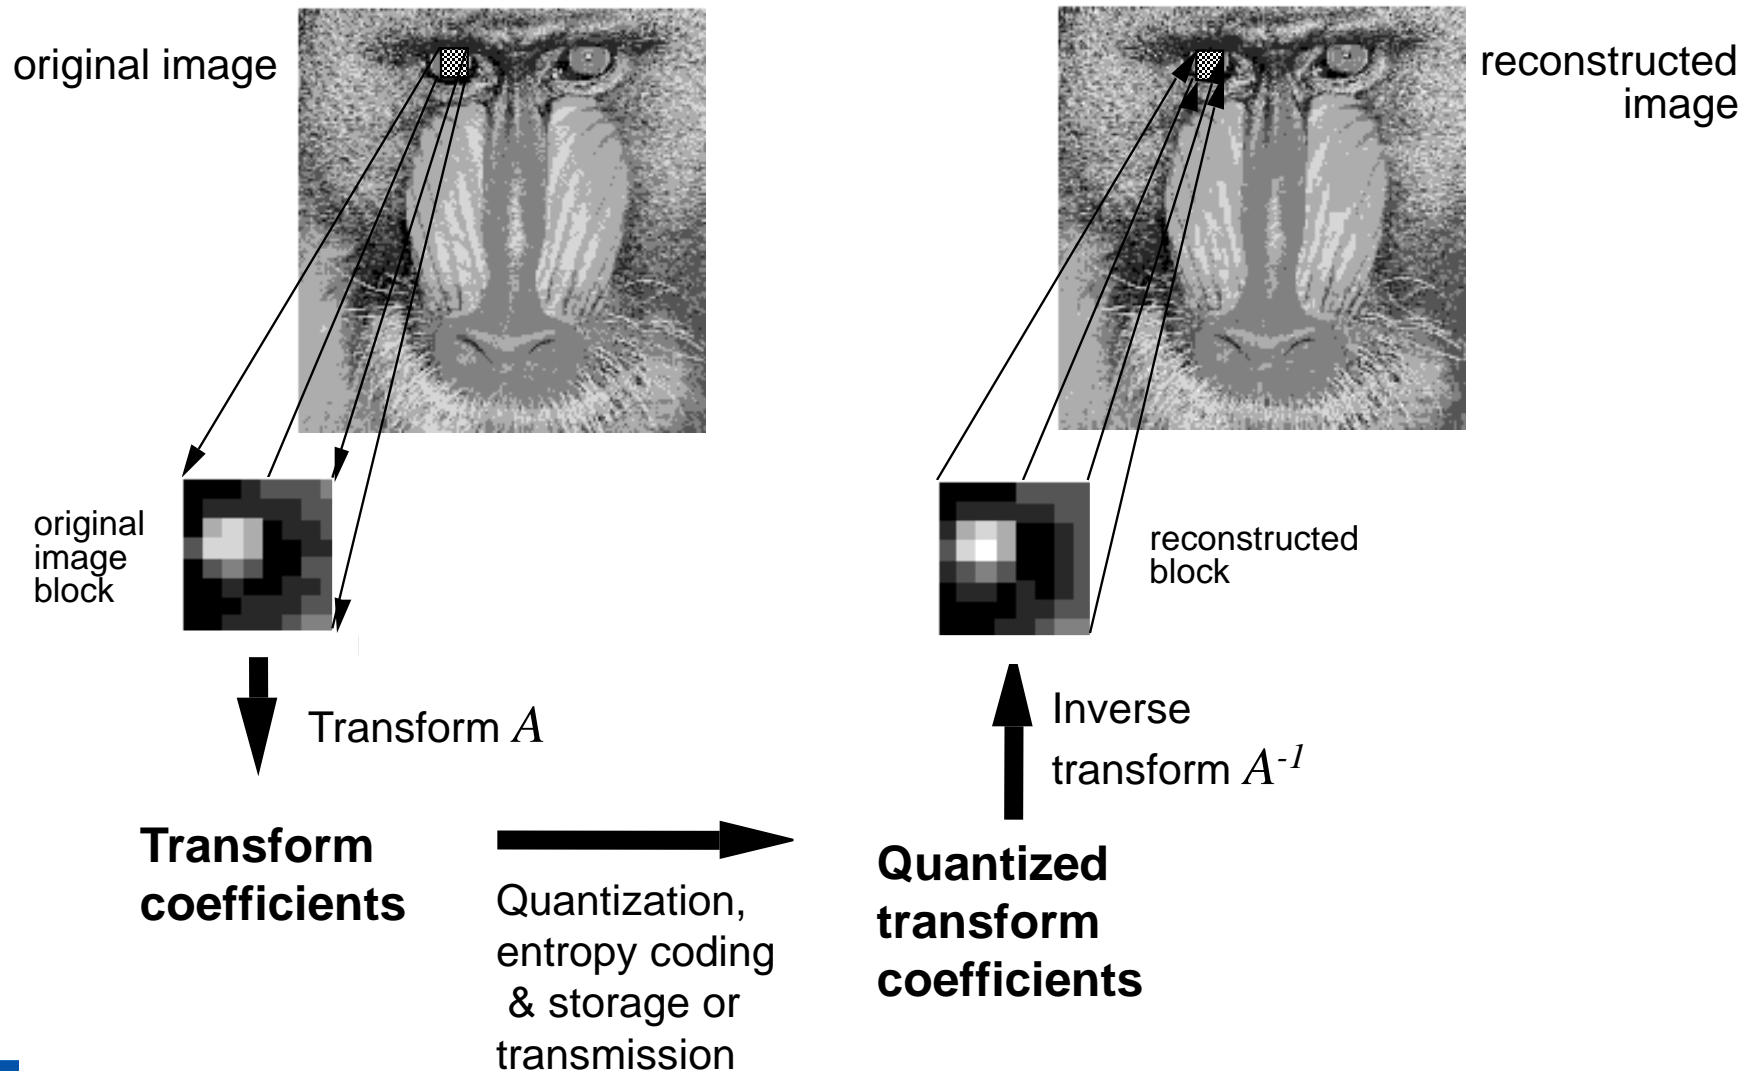 original image
reconstructed
image
original
image
block
reconstructed
block
Transform A
Inverse
transform A⁻¹
Transform
coefficients
Quantization,
entropy coding
& storage or
transmission
Quantized
transform
coefficients